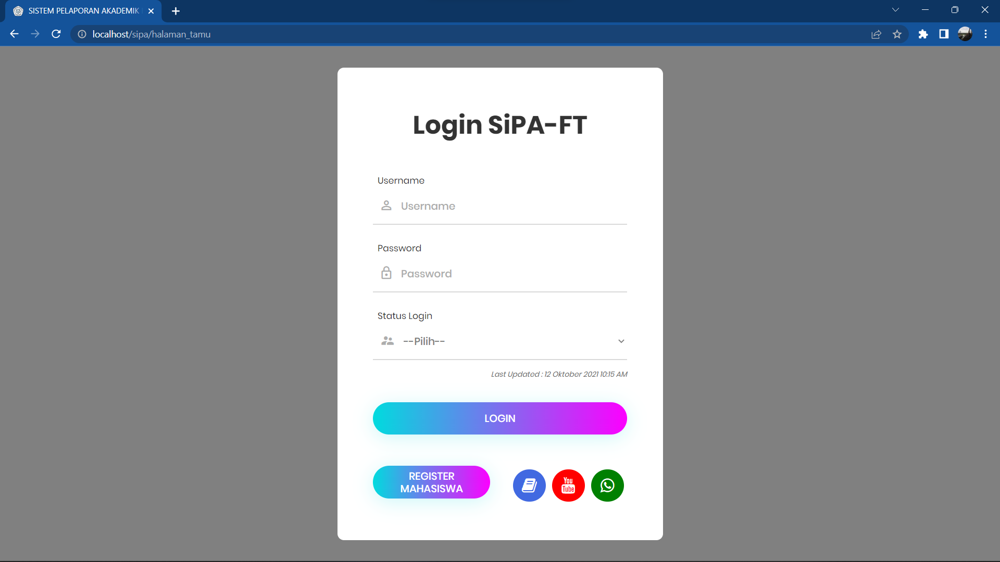 SISTEM PELAPORAN AKADEMIK
localhost/sipa/halaman_tamu
Login SiPA-FT
Username
Username
Password
Password
Status Login
--Pilih--
Last Updated : 12 Oktober 2021 10:15 AM
LOGIN
REGISTER
MAHASISWA
You
Tube